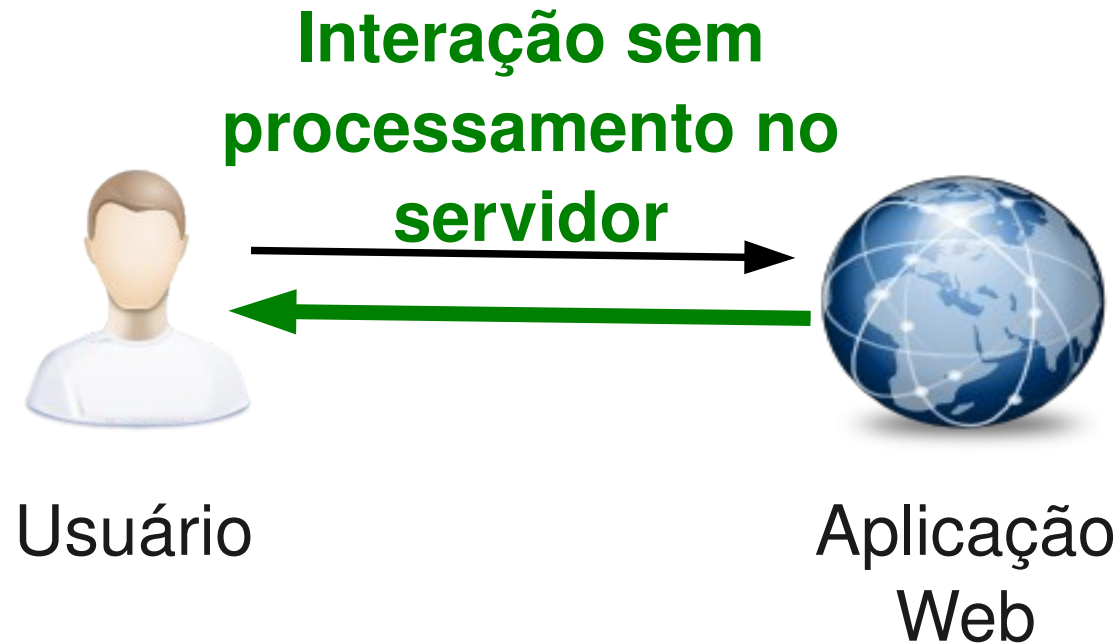 Interação sem
processamento no
servidor
Usuário
Aplicação
Web